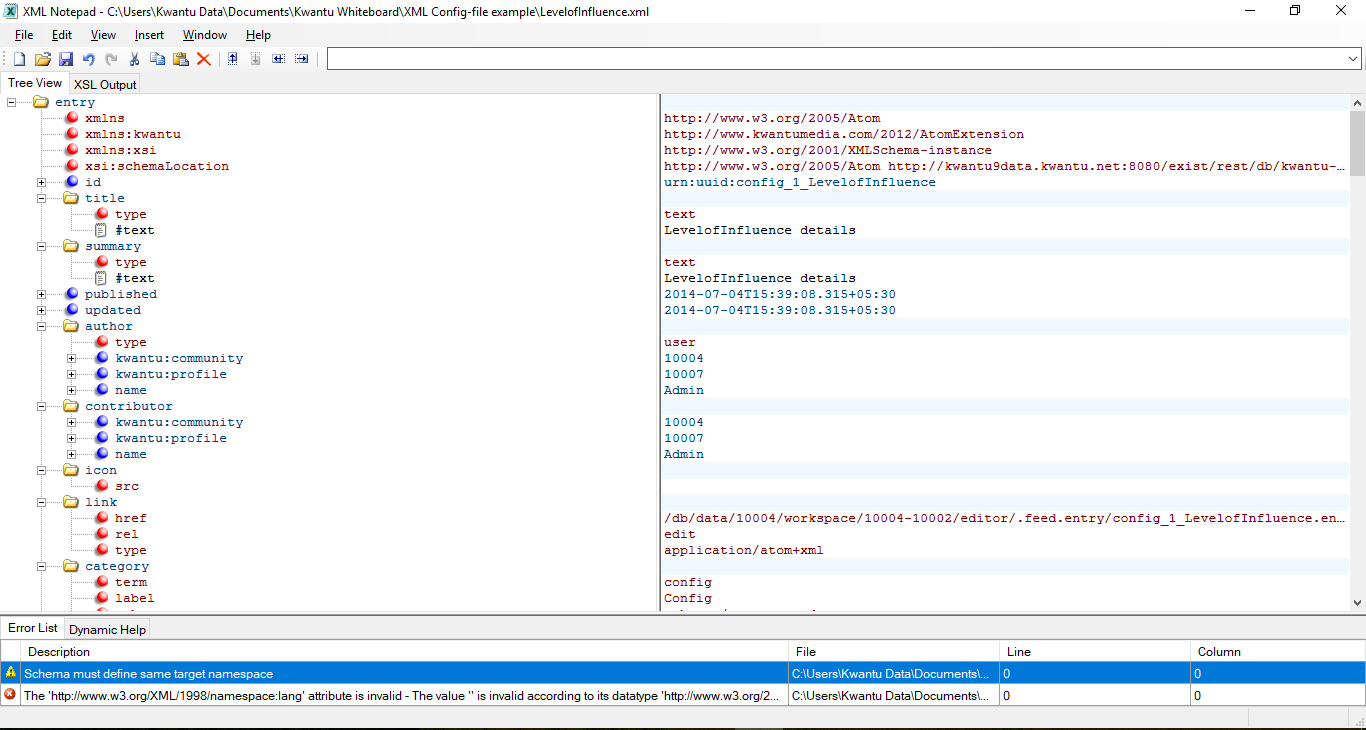 XML Notepad - C:\Users\Kwantu Data\Documents\Kwantu Whiteboard\XML Config-file example\LevelofInfluence.xml
File Edit View Insert Window Help
Tree View XSL Output
entry
xmlns http://www.w3.org/2005/Atom
xmlns:kwantu http://www.kwantumedia.com/2012/AtomExtension
xmlns:xsi http://www.w3.org/2001/XMLSchema-instance
xsi:schemaLocation http://www.w3.org/2005/Atom http://kwantu9data.kwantu.net:8080/exist/rest/db/kwantu-...
id urn:uuid:config_1_LevelofInfluence
title
type text
#text LevelofInfluence details
summary
type text
#text LevelofInfluence details
published 2014-07-04T15:39:08.315+05:30
updated 2014-07-04T15:39:08.315+05:30
author
type user
kwantu:community 10004
kwantu:profile 10007
name Admin
contributor
kwantu:community 10004
kwantu:profile 10007
name Admin
icon
src
link
href /db/data/10004/workspace/10004-10002/editor/.feed.entry/config_1_LevelofInfluence.en...
rel edit
type application/atom+xml
category
term config
label Config
Error List Dynamic Help
Description File Line Column
Schema must define same target namespace C:\Users\Kwantu Data\Documents\... 0 0
The 'http://www.w3.org/XML/1998/namespace:lang' attribute is invalid - The value '' is invalid according to its datatype 'http://www.w3.org/2... C:\Users\Kwantu Data\Documents\... 0 0